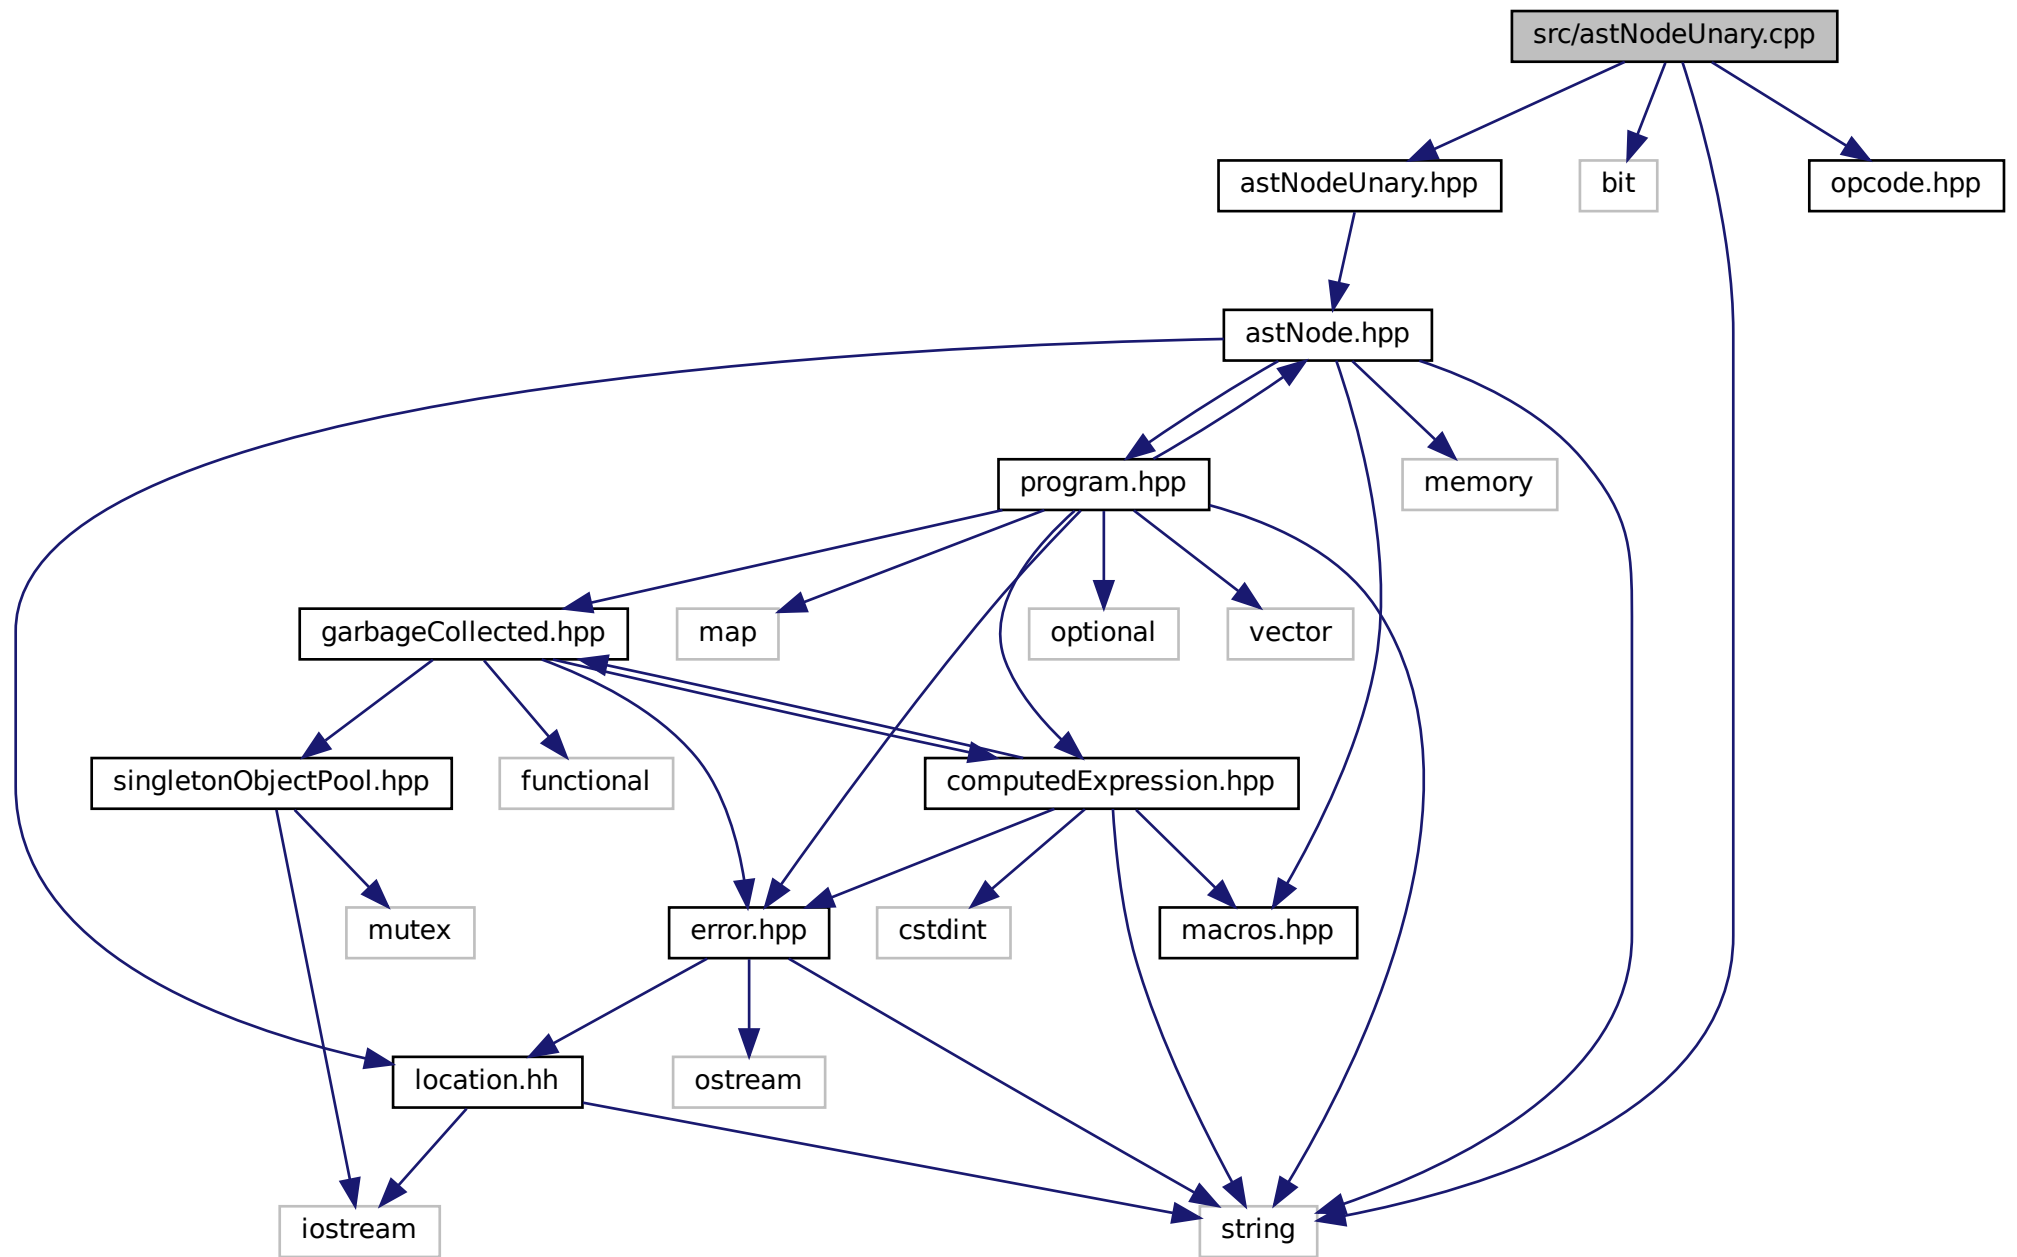 src/astNodeUnary.cpp
astNodeUnary.hpp
bit
opcode.hpp
astNode.hpp
program.hpp
memory
garbageCollected.hpp
map
optional
vector
singletonObjectPool.hpp
functional
computedExpression.hpp
mutex
error.hpp
cstdint
macros.hpp
location.hh
ostream
iostream
string